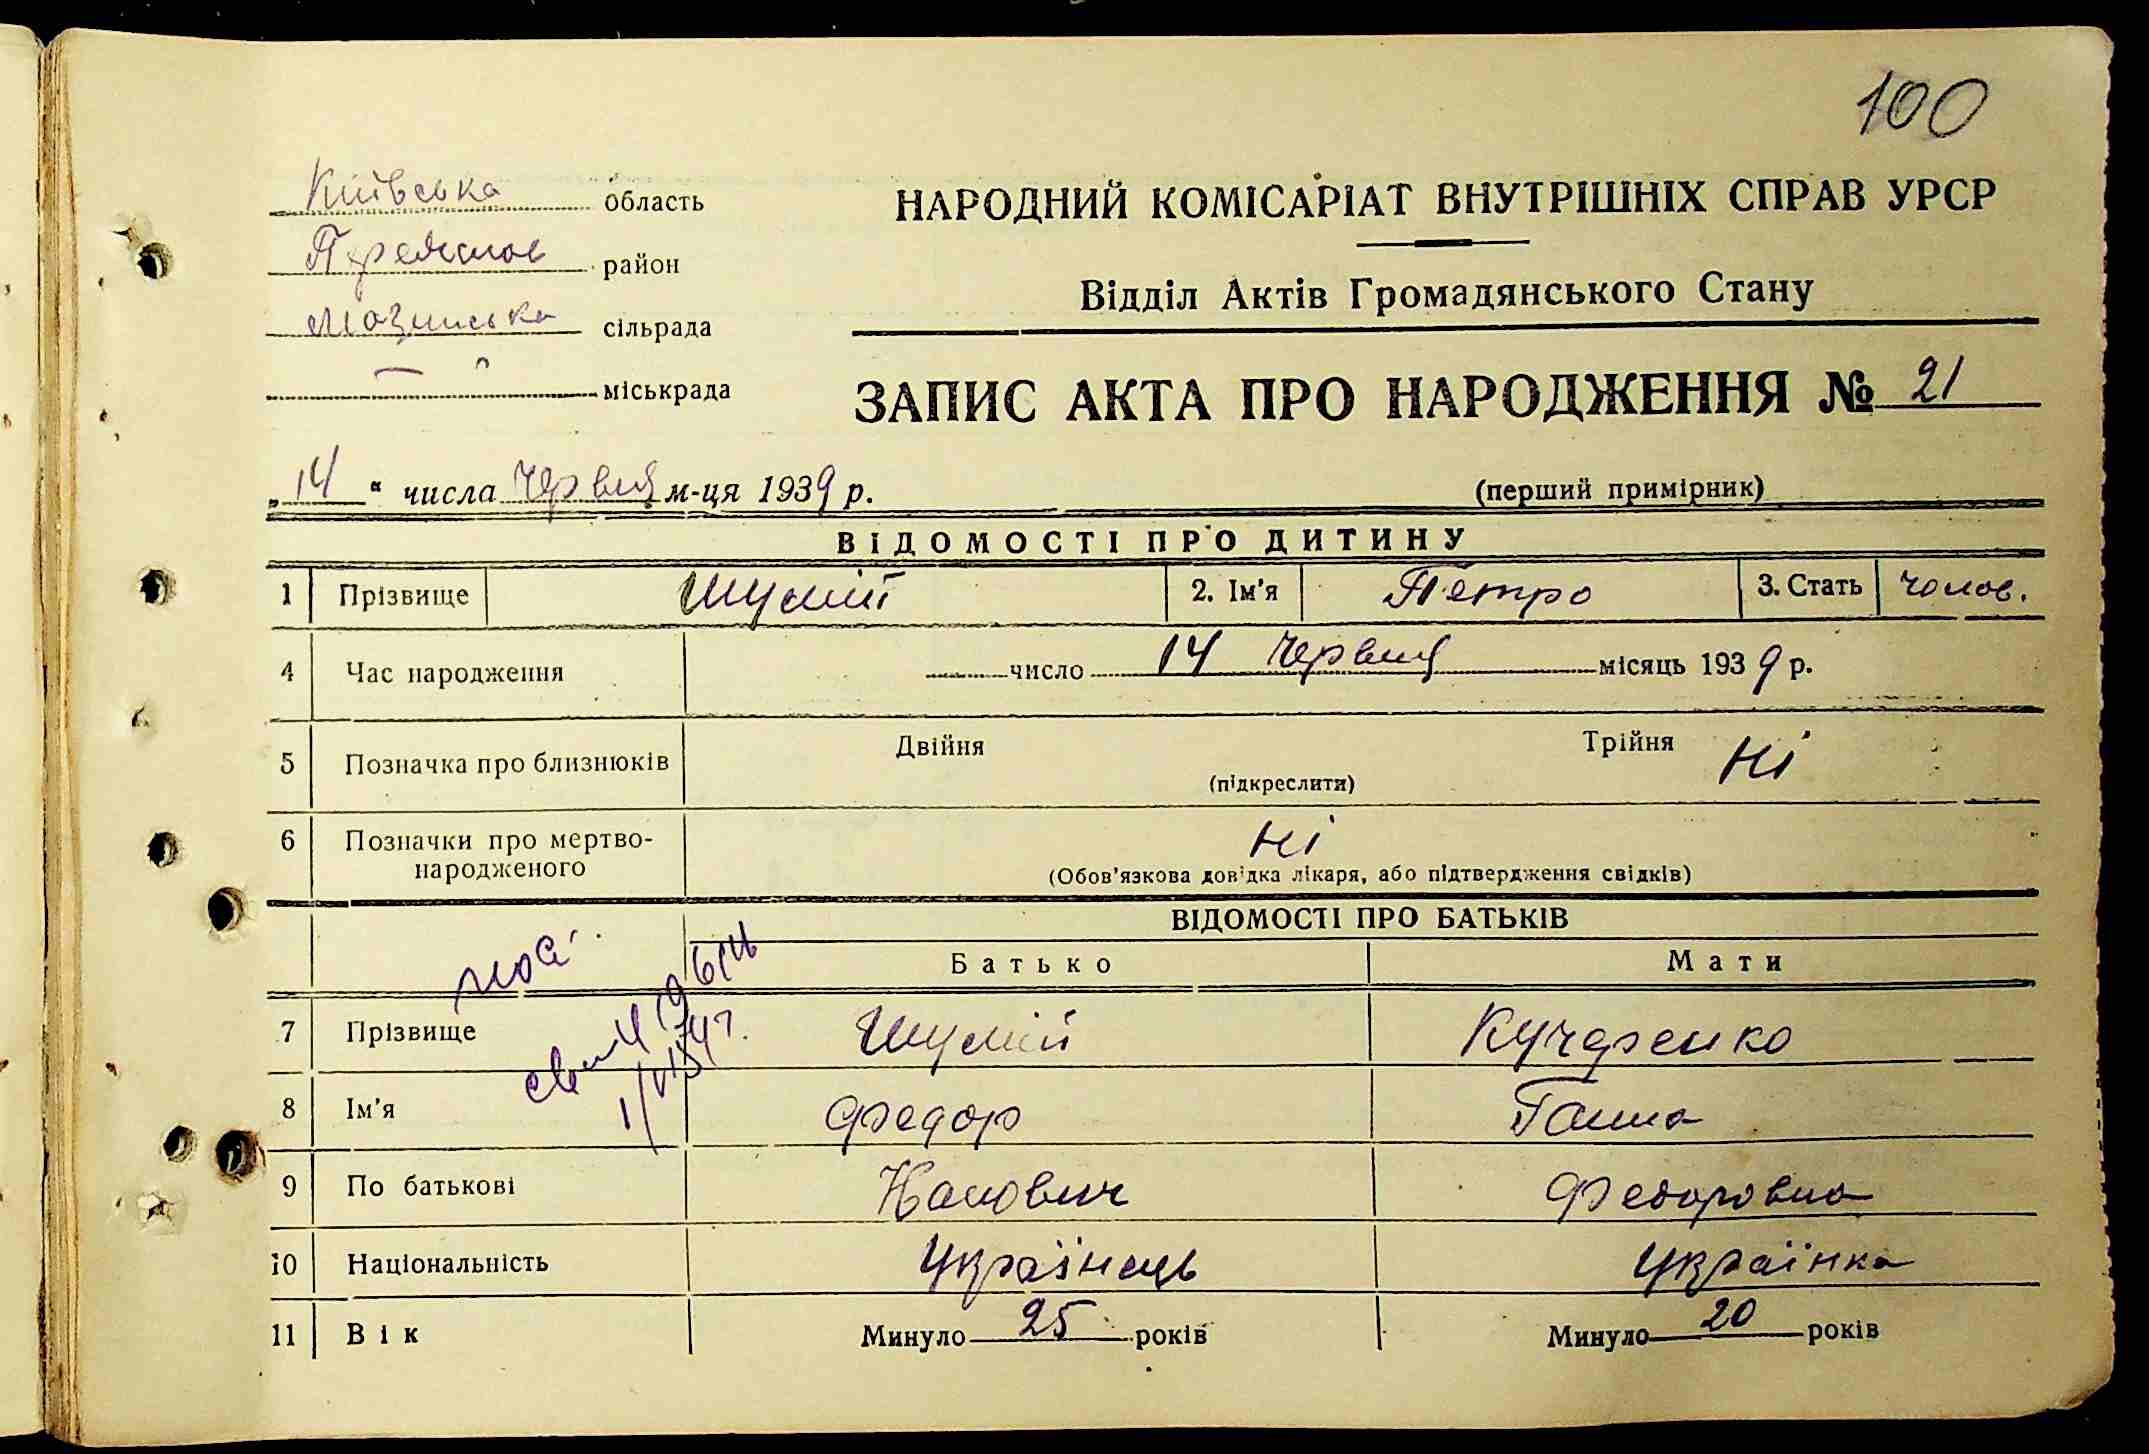 100
Київська область
район
сільрада
міськрада
НАРОДНИЙ КОМІСАРІАТ ВНУТРІШНІХ СПРАВ УРСР
Відділ Актів Громадянського Стану
ЗАПИС АКТА ПРО НАРОДЖЕННЯ № 21
„14“ числа Червня м-ця 1939 р.
(перший примірник)
ВІДОМОСТІ ПРО ДИТИНУ
1 Прізвище Шумій 2. Ім'я Петро 3. Стать чолов.
4 Час народження число 14 Червня місяць 1939 р.
5 Позначка про близнюків Двійня Трійня Ні
(підкреслити)
6 Позначки про мертво-
народженого Ні
(Обов'язкова довідка лікаря, або підтвердження свідків)
ВІДОМОСТІ ПРО БАТЬКІВ
Батько Мати
7 Прізвище Шумій Кучеренко
8 Ім'я Федор Ганна
9 По батькові Федоровна
10 Національність Українець Українка
11 Вік Минуло 25 років Минуло 20 років